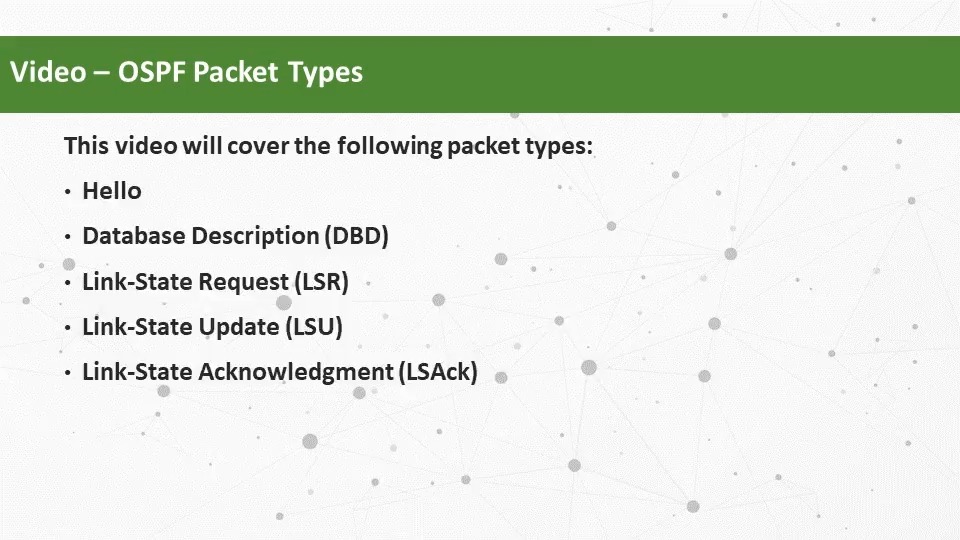 Video – OSPF Packet Types
This video will cover the following packet types:
• Hello
• Database Description (DBD)
• Link-State Request (LSR)
• Link-State Update (LSU)
• Link-State Acknowledgment (LSAck)